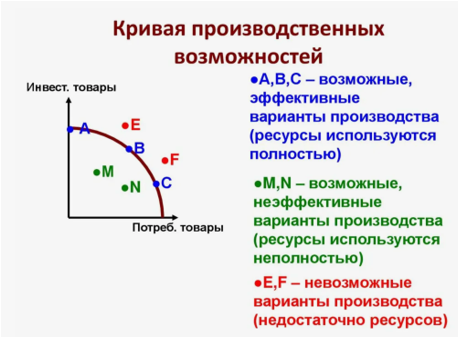 Кривая производственных
возможностей
Инвест. товары
A
E
B
F
M
N
C
Потреб. товары
●A,B,C – возможные,
эффективные
варианты производства
(ресурсы используются
полностью)
●M,N – возможные,
неэффективные
варианты производства
(ресурсы используются
неполностью)
●E,F – невозможные
варианты производства
(недостаточно ресурсов)